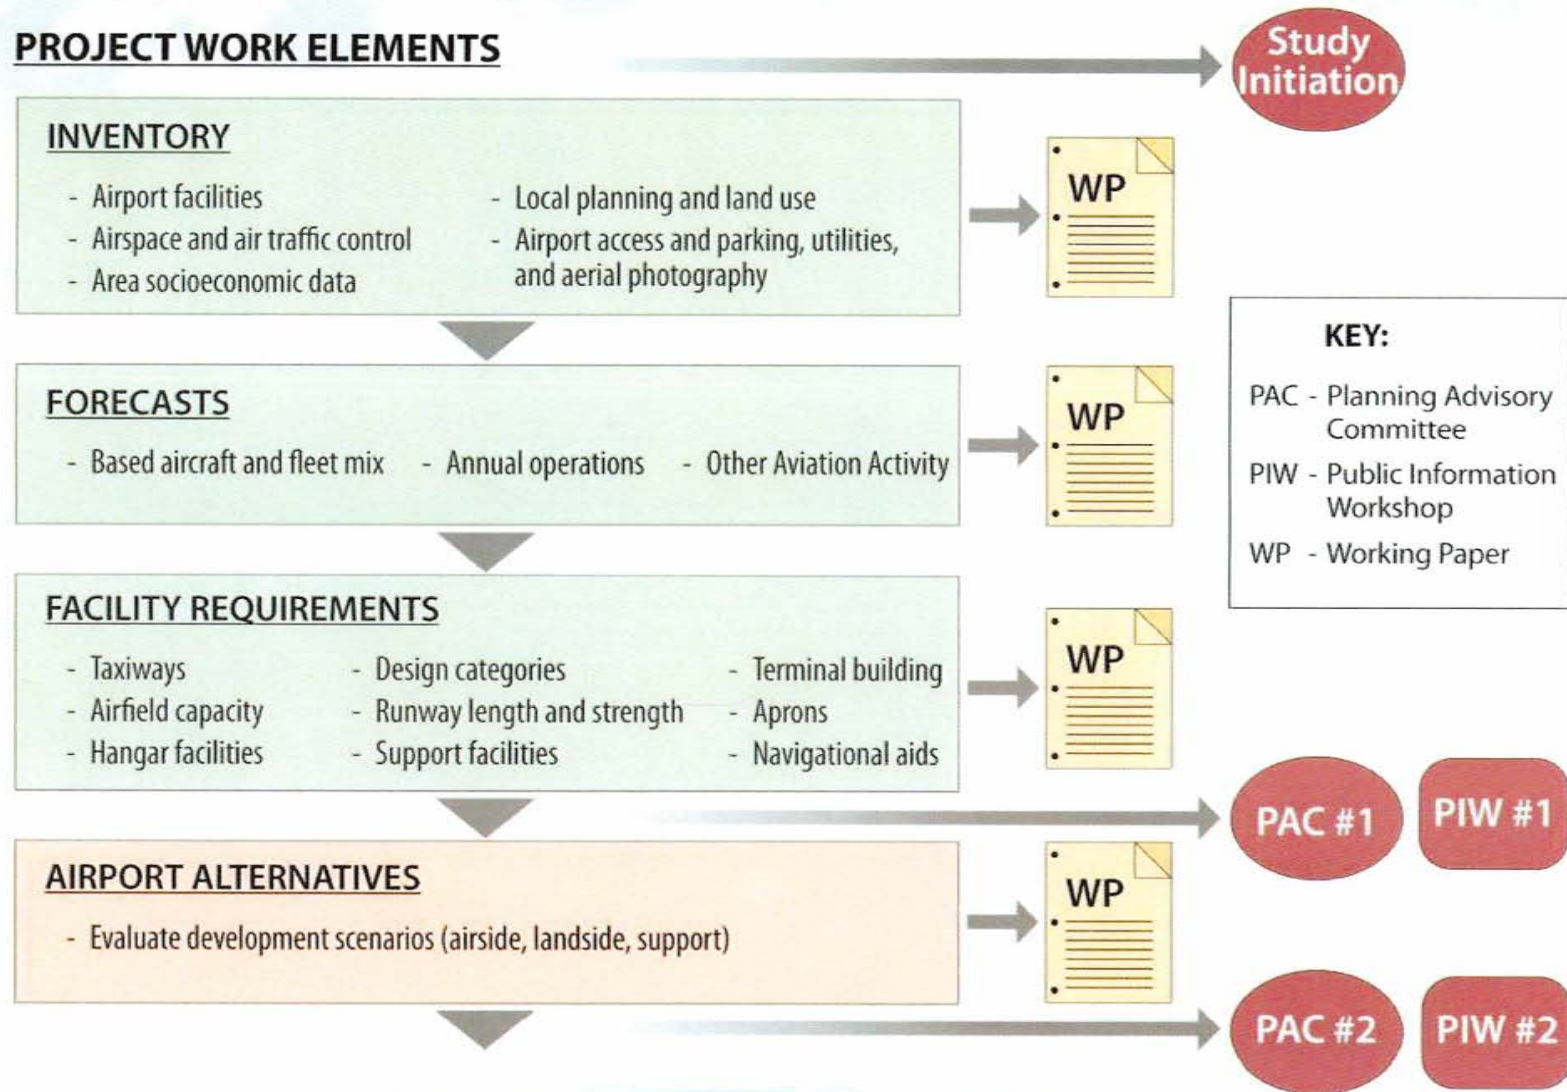 PROJECT WORK ELEMENTS
Study
Initiation
INVENTORY
- Airport facilities
- Airspace and air traffic control
- Area socioeconomic data
- Local planning and land use
- Airport access and parking, utilities,
and aerial photography
WP
FORECASTS
- Based aircraft and fleet mix
- Annual operations
- Other Aviation Activity
WP
KEY:
PAC - Planning Advisory
Committee
PIW - Public Information
Workshop
WP - Working Paper
FACILITY REQUIREMENTS
- Taxiways
- Airfield capacity
- Hangar facilities
- Design categories
- Runway length and strength
- Support facilities
- Terminal building
- Aprons
- Navigational aids
WP
PAC #1
PIW #1
AIRPORT ALTERNATIVES
- Evaluate development scenarios (airside, landside, support)
WP
PAC #2
PIW #2